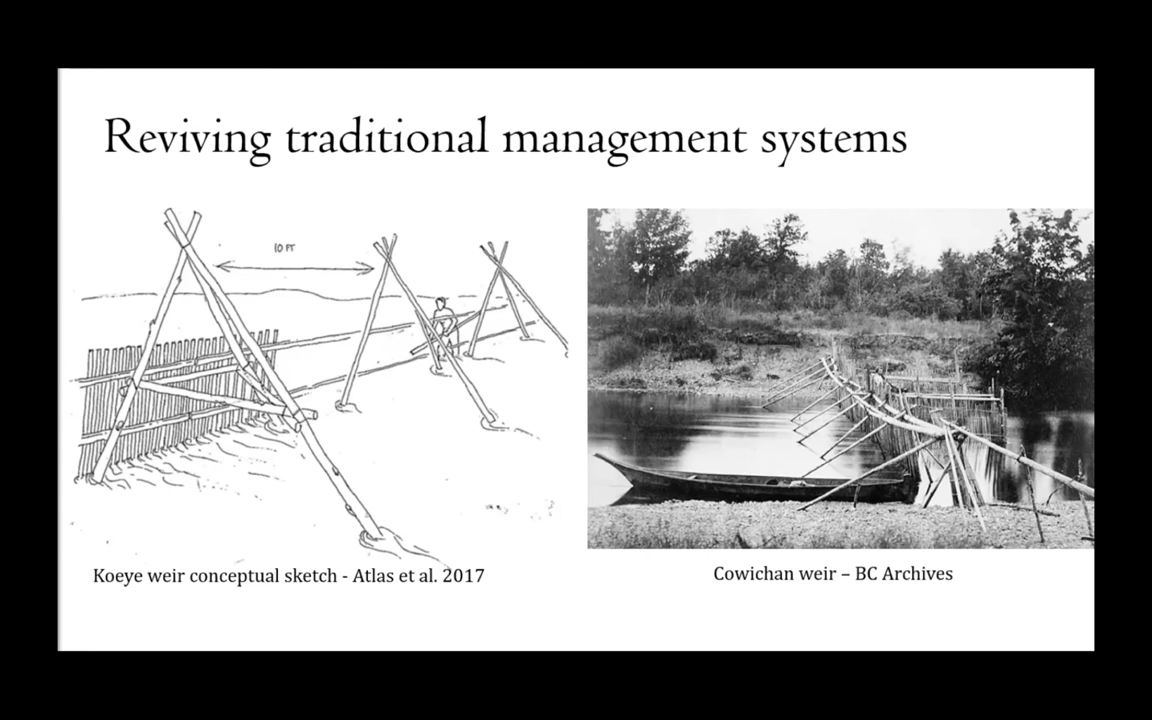 Reviving traditional management systems
10 FT
Koeye weir conceptual sketch - Atlas et al. 2017
Cowichan weir – BC Archives